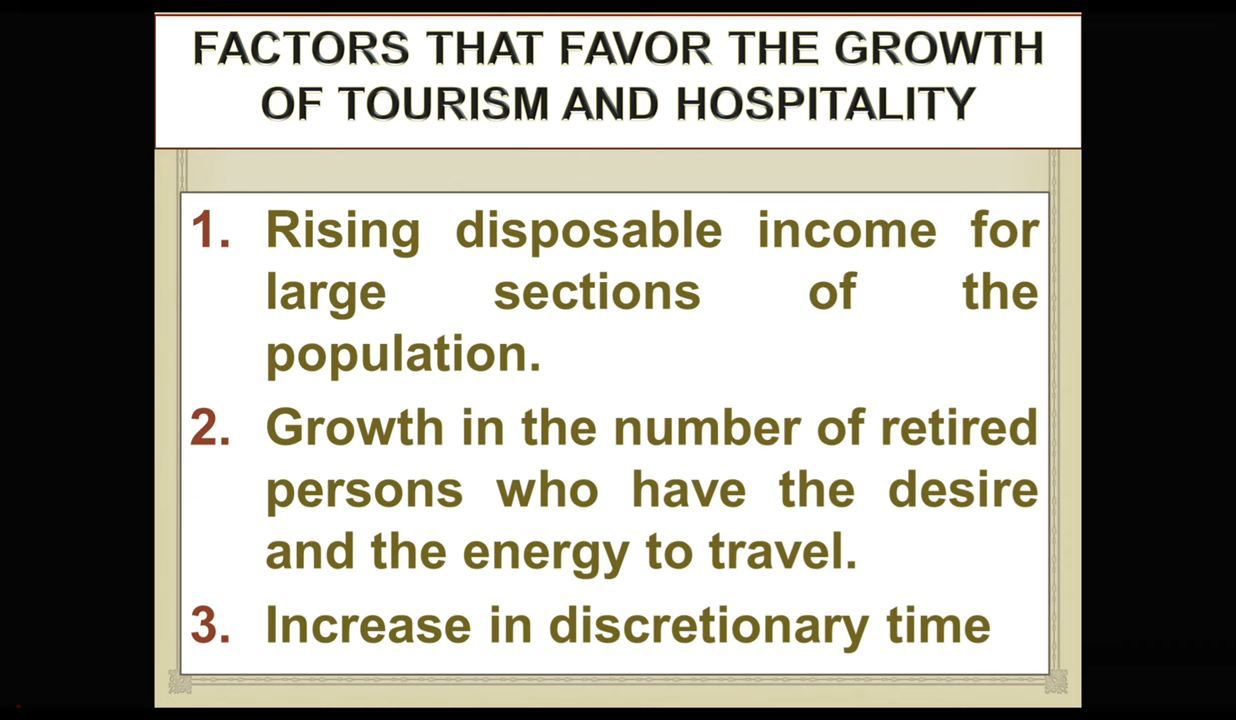 FACTORS THAT FAVOR THE GROWTH
OF TOURISM AND HOSPITALITY
1. Rising disposable income for
large sections of the
population.
2. Growth in the number of retired
persons who have the desire
and the energy to travel.
3. Increase in discretionary time